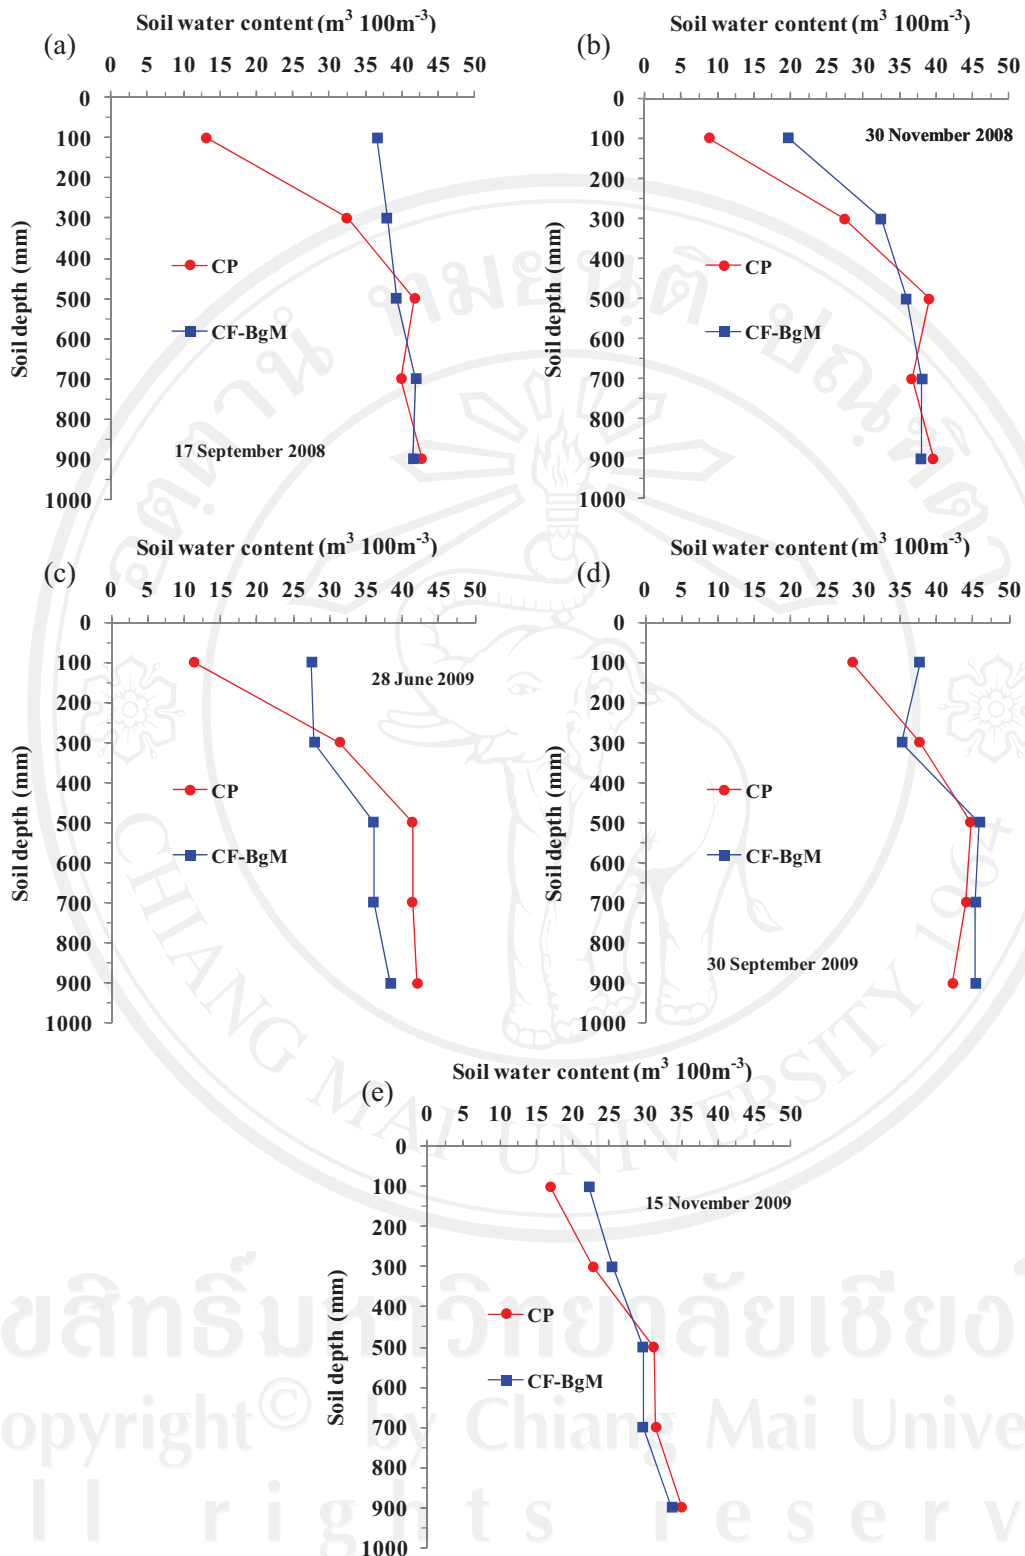 Soil water content (m³ 100m⁻³)
(a)
0 5 10 15 20 25 30 35 40 45 50
0
100
200
300
400
500
600
700
800
900
1000
Soil depth (mm)
CP
CF-BgM
17 September 2008
Soil water content (m³ 100m⁻³)
(b)
0 5 10 15 20 25 30 35 40 45 50
0
100
200
300
400
500
600
700
800
900
1000
Soil depth (mm)
30 November 2008
CP
CF-BgM
Soil water content (m³ 100m⁻³)
(c)
0 5 10 15 20 25 30 35 40 45 50
0
100
200
300
400
500
600
700
800
900
1000
Soil depth (mm)
28 June 2009
CP
CF-BgM
Soil water content (m³ 100m⁻³)
(d)
0 5 10 15 20 25 30 35 40 45 50
0
100
200
300
400
500
600
700
800
900
1000
Soil depth (mm)
CP
CF-BgM
30 September 2009
Soil water content (m³ 100m⁻³)
(e)
0 5 10 15 20 25 30 35 40 45 50
0
100
200
300
400
500
600
700
800
900
1000
Soil depth (mm)
15 November 2009
CP
CF-BgM
CHIANG MAI UNIVERSITY 1964
opyright© by Chiang Mai Unive
ll rights reserv